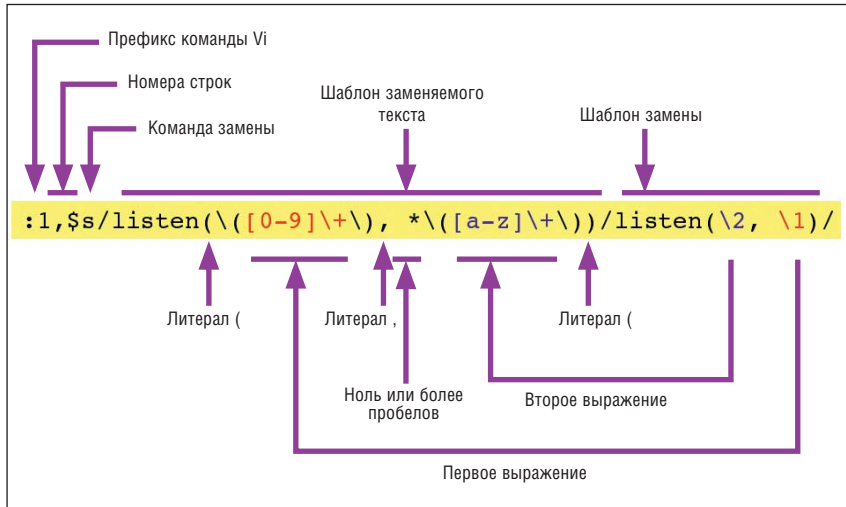 Префикс команды Vi
Номера строк
Команда замены
Шаблон заменяемого
текста
Шаблон замены
:1,$s/listen(\([0-9]\+\), *\([a-z]\+\))/listen(\2, \1)/
Литерал (
Литерал ,
Литерал (
Ноль или более
пробелов
Второе выражение
Первое выражение